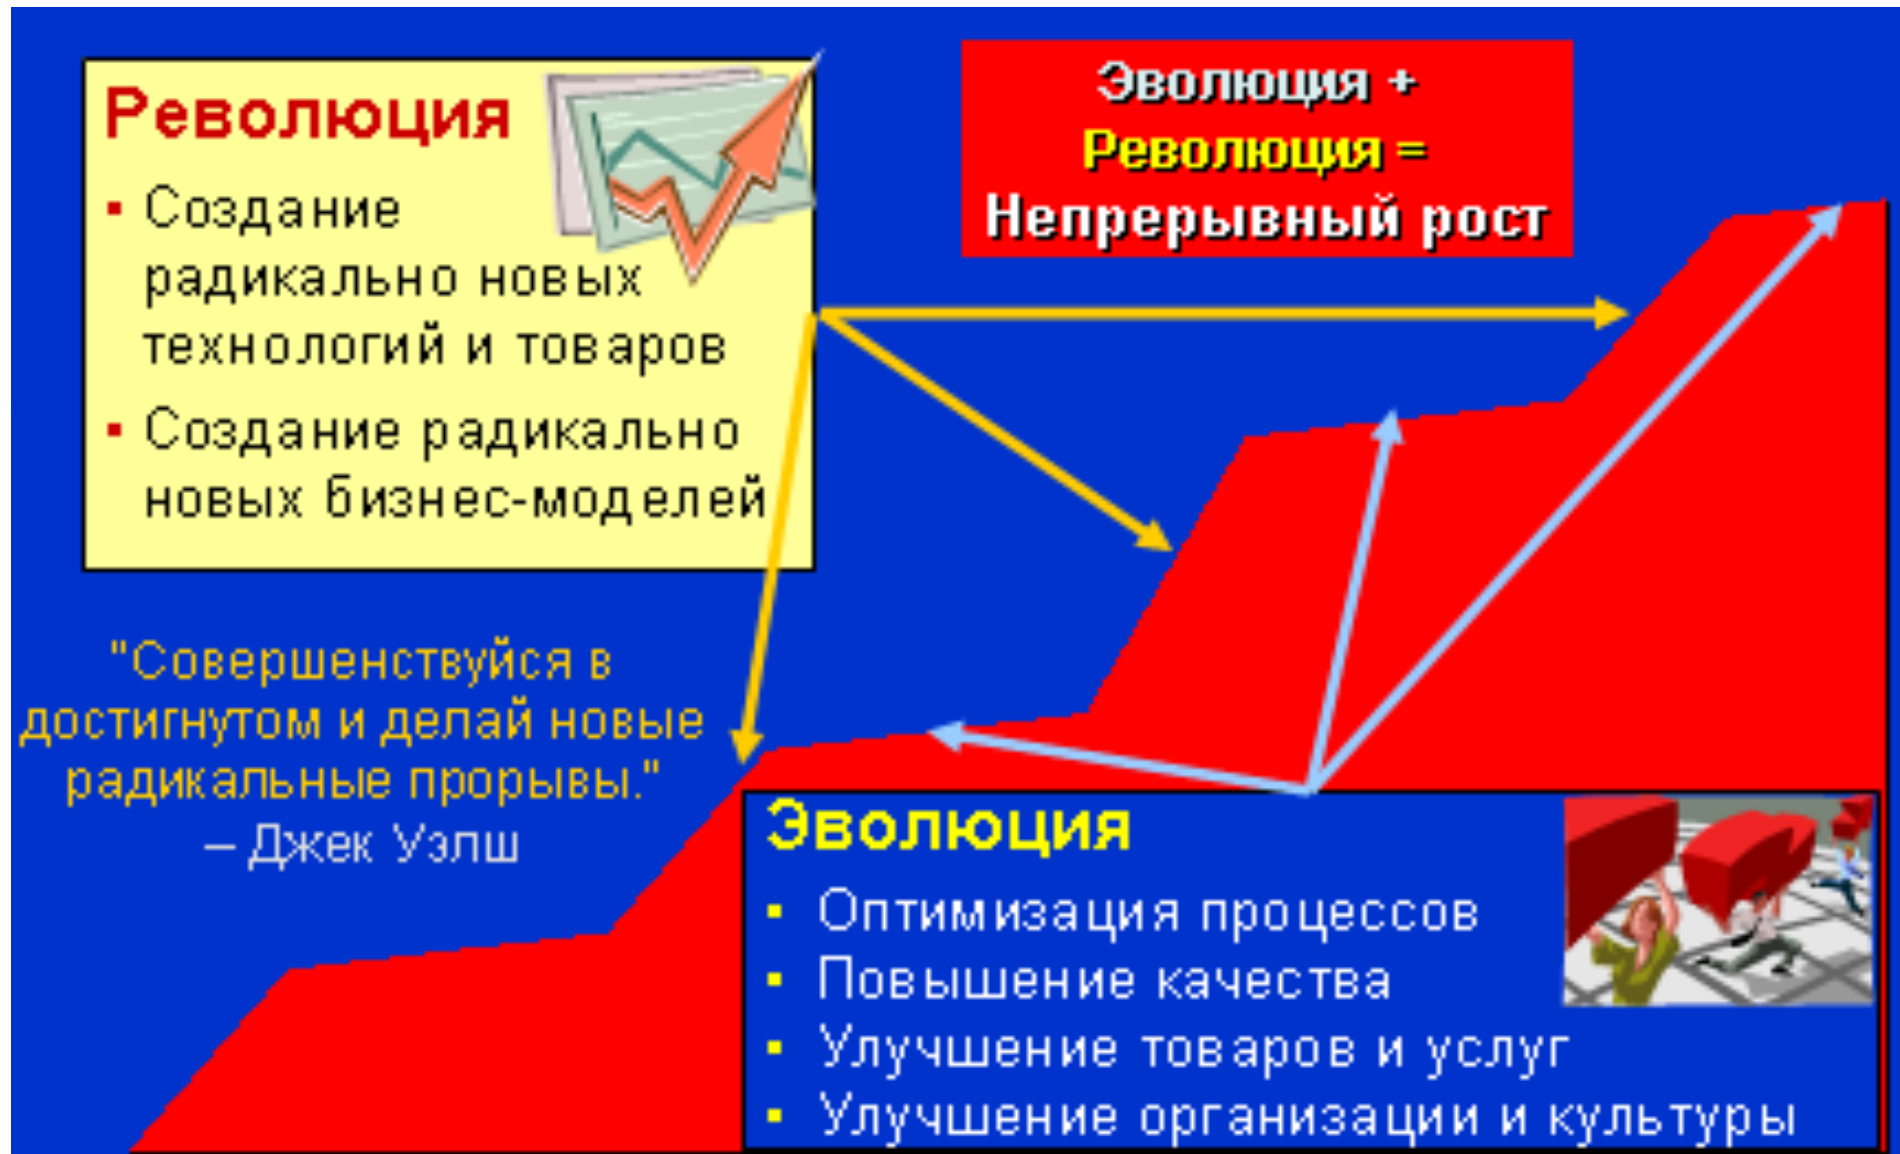 Революция
▪ Создание
радикально новых
технологий и товаров
▪ Создание радикально
новых бизнес-моделей
Эволюция +
Революция =
Непрерывный рост
"Совершенствуйся в
достигнутом и делай новые
радикальные прорывы."
– Джек Уэлш
Эволюция
▪ Оптимизация процессов
▪ Повышение качества
▪ Улучшение товаров и услуг
▪ Улучшение организации и культуры